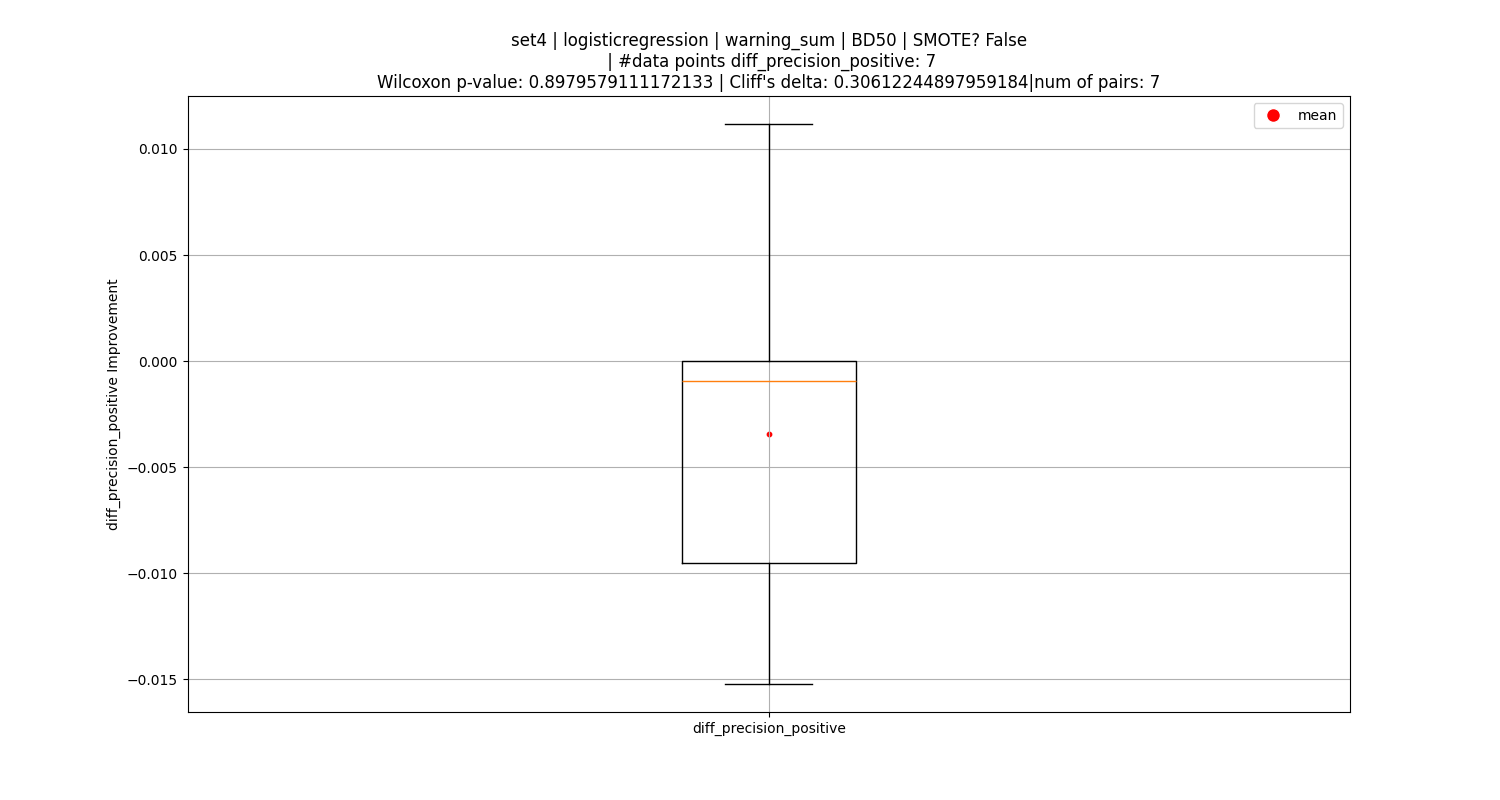 set4 | logisticregression | warning_sum | BD50 | SMOTE? False
| #data points diff_precision_positive: 7
Wilcoxon p-value: 0.8979579111172133 | Cliff's delta: 0.30612244897959184|num of pairs: 7
mean
0.010
0.005
0.000
−0.005
−0.010
−0.015
diff_precision_positive Improvement
diff_precision_positive